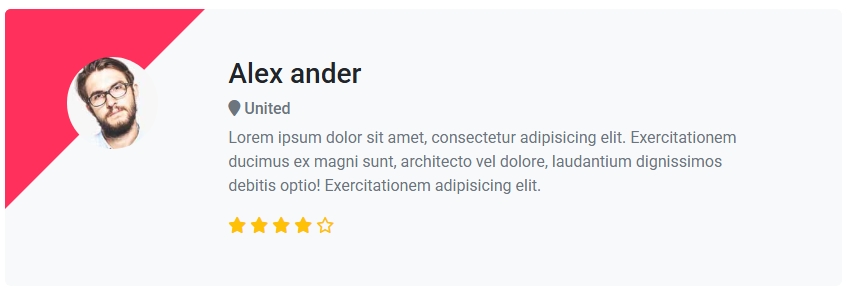 Alex ander
United
Lorem ipsum dolor sit amet, consectetur adipisicing elit. Exercitationem
ducimus ex magni sunt, architecto vel dolore, laudantium dignissimos
debitis optio! Exercitationem adipisicing elit.